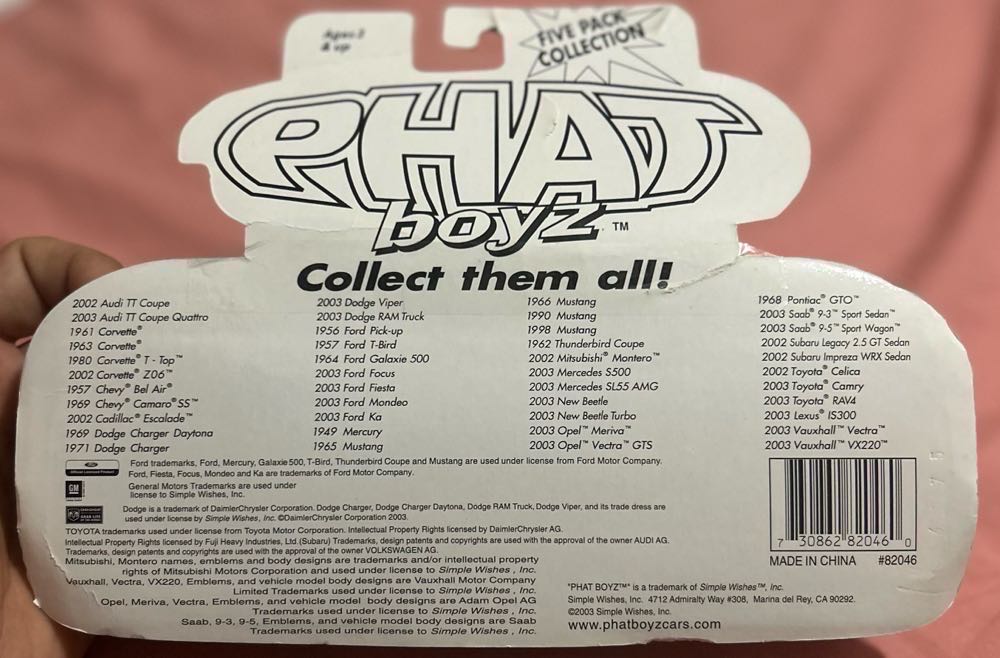 Ages 3
& up
FIVE PACK
COLLECTION
PHAT
boyz ™
Collect them all!
2002 Audi TT Coupe
2003 Audi TT Coupe Quattro
1961 Corvette®
1963 Corvette®
1980 Corvette® T - Top™
2002 Corvette® Z06™
1957 Chevy® Bel Air®
1969 Chevy® Camaro® SS™
2002 Cadillac® Escalade™
1969 Dodge Charger Daytona
1971 Dodge Charger
2003 Dodge Viper
2003 Dodge RAM Truck
1956 Ford Pick-up
1957 Ford T-Bird
1964 Ford Galaxie 500
2003 Ford Focus
2003 Ford Fiesta
2003 Ford Mondeo
2003 Ford Ka
1949 Mercury
1965 Mustang
1966 Mustang
1990 Mustang
1998 Mustang
1962 Thunderbird Coupe
2002 Mitsubishi® Montero™
2003 Mercedes S500
2003 Mercedes SL55 AMG
2003 New Beetle
2003 New Beetle Turbo
2003 Opel™ Meriva™
2003 Opel™ Vectra™ GTS
1968 Pontiac® GTO™
2003 Saab® 9-3™ Sport Sedan™
2003 Saab® 9-5™ Sport Wagon™
2002 Subaru Legacy 2.5 GT Sedan
2002 Subaru Impreza WRX Sedan
2002 Toyota® Celica
2003 Toyota® Camry
2003 Toyota® RAV4
2003 Lexus® IS300
2003 Vauxhall™ Vectra™
2003 Vauxhall™ VX220™
Ford
Official Licensed Product
Ford trademarks, Ford, Mercury, Galaxie 500, T-Bird, Thunderbird Coupe and Mustang are used under license from Ford Motor Company.
Ford, Fiesta, Focus, Mondeo and Ka are trademarks of Ford Motor Company.
GM
General Motors Trademarks are used under
license to Simple Wishes, Inc.
Dodge is a trademark of DaimlerChrysler Corporation. Dodge Charger, Dodge Charger Daytona, Dodge RAM Truck, Dodge Viper, and its trade dress are
used under license by Simple Wishes, Inc. ©DaimlerChrysler Corporation 2003.
TOYOTA trademarks used under license from Toyota Motor Corporation. Intellectual Property Rights licensed by DaimlerChrysler AG.
Intellectual Property Rights licensed by Fuji Heavy Industries, Ltd.(Subaru) Trademarks, design patents and copyrights are used with the approval of the owner AUDI AG.
Trademarks, design patents and copyrights are used with the approval of the owner VOLKSWAGEN AG.
Mitsubishi, Montero names, emblems and body designs are trademarks and/or intellectual property
rights of Mitsubishi Motors Corporation and used under license to Simple Wishes , Inc.
Vauxhall, Vectra, VX220, Emblems, and vehicle model body designs are Vauxhall Motor Company
Limited Trademarks used under license to Simple Wishes , Inc.
Opel, Meriva, Vectra, Emblems, and vehicle model body designs are Adam Opel AG
Trademarks used under license to Simple Wishes , Inc.
Saab, 9-3, 9-5, Emblems, and vehicle model body designs are Saab
Trademarks used under license to Simple Wishes , Inc.
7 30862 82046 0
MADE IN CHINA #82046
"PHAT BOYZ™" is a trademark of Simple Wishes™, Inc.
Simple Wishes, Inc. 4712 Admiralty Way #308, Marina del Rey, CA 90292.
©2003 Simple Wishes, Inc.
www.phatboyzcars.com